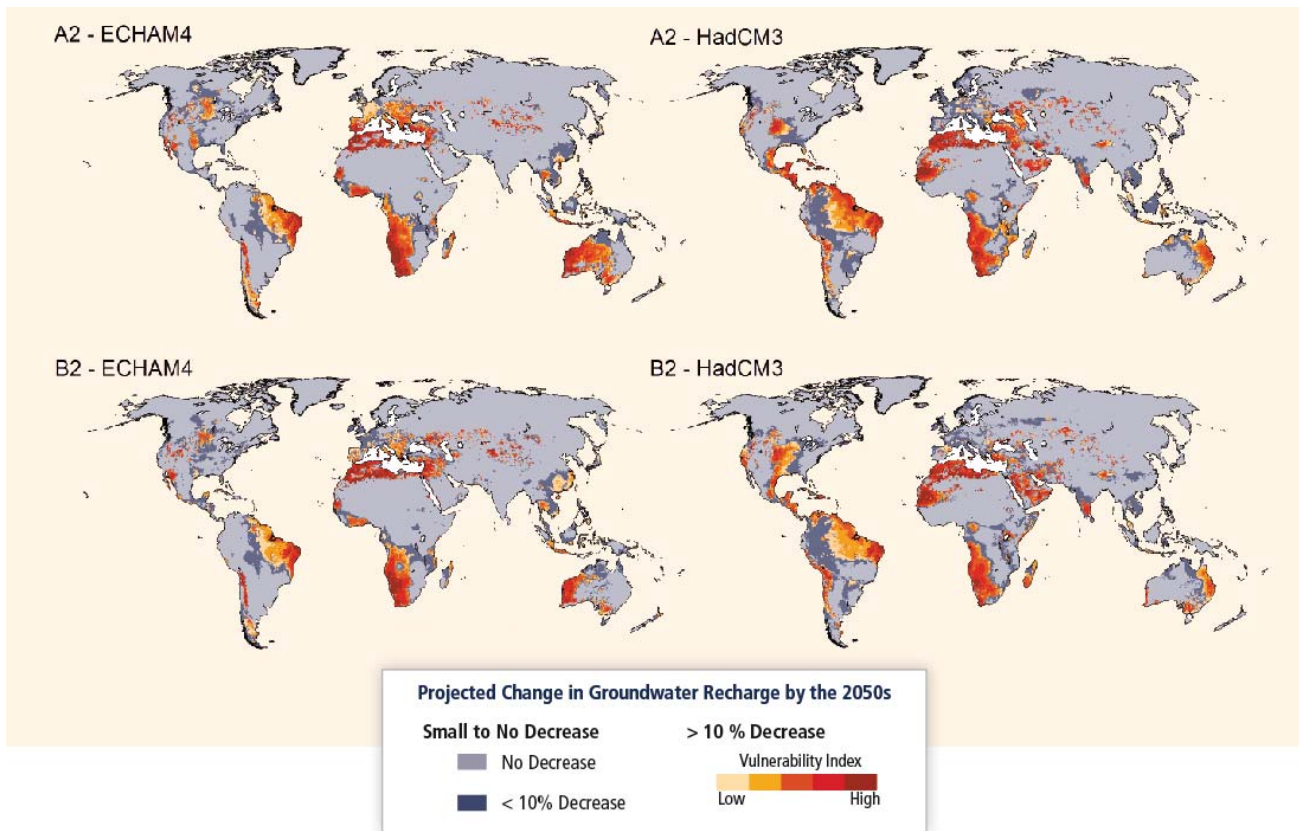 A2 - ECHAM4
A2 - HadCM3
B2 - ECHAM4
B2 - HadCM3
Projected Change in Groundwater Recharge by the 2050s
Small to No Decrease
> 10 % Decrease
No Decrease
Vulnerability Index
< 10% Decrease
Low
High